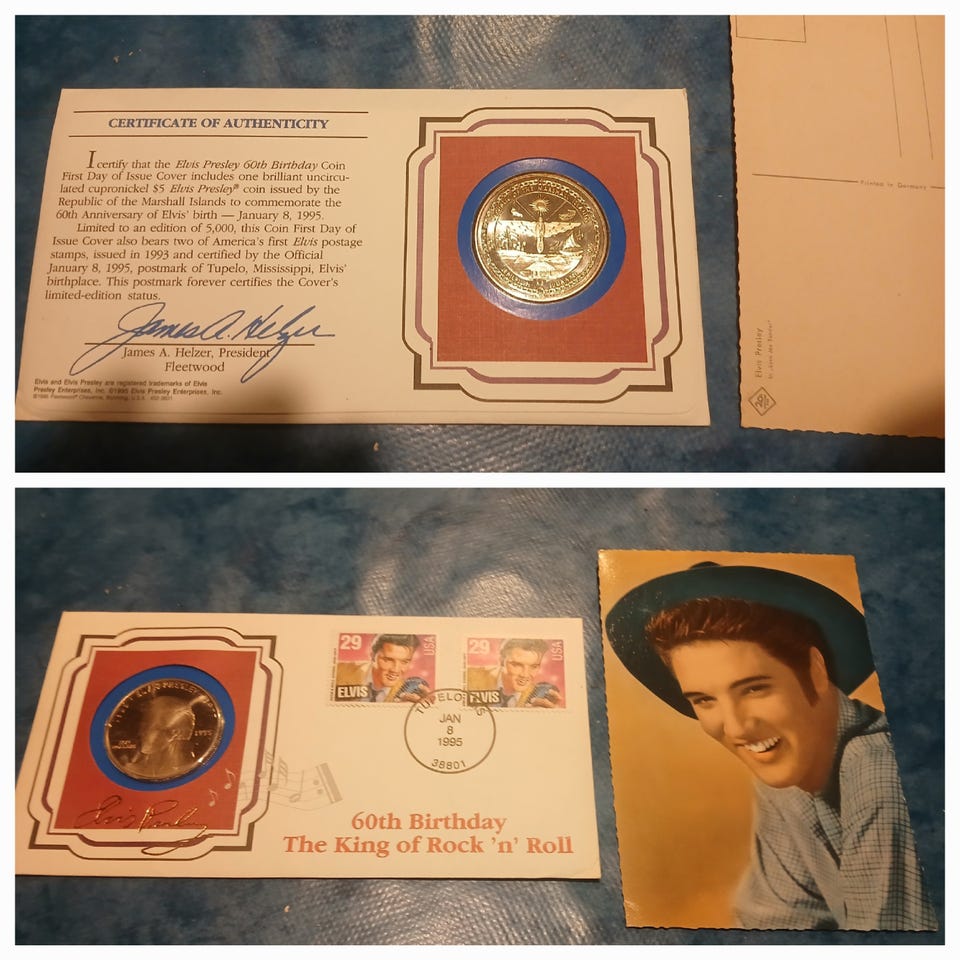 CERTIFICATE OF AUTHENTICITY
I certify that the Elvis Presley 60th Birthday Coin
First Day of Issue Cover includes one brilliant uncircu-
lated cupronickel $5 Elvis Presley® coin issued by the
Republic of the Marshall Islands to commemorate the
60th Anniversary of Elvis' birth — January 8, 1995.
Limited to an edition of 5,000, this Coin First Day of
Issue Cover also bears two of America's first Elvis postage
stamps, issued in 1993 and certified by the Official
January 8, 1995, postmark of Tupelo, Mississippi, Elvis'
birthplace. This postmark forever certifies the Cover's
limited-edition status.
James A. Helzer
James A. Helzer, President
Fleetwood
Elvis and Elvis Presley are registered trademarks of Elvis
Presley Enterprises, Inc. ©1995 Elvis Presley Enterprises, Inc.
©1995 Fleetwood® Cheyenne, Wyoming, U.S.A.
Printed in Germany
Elvis Presley
1995
Elvis Presley
29
USA
ELVIS
29
USA
ELVIS
TUPELO MS
JAN
8
1995
38801
60th Birthday
The King of Rock 'n' Roll